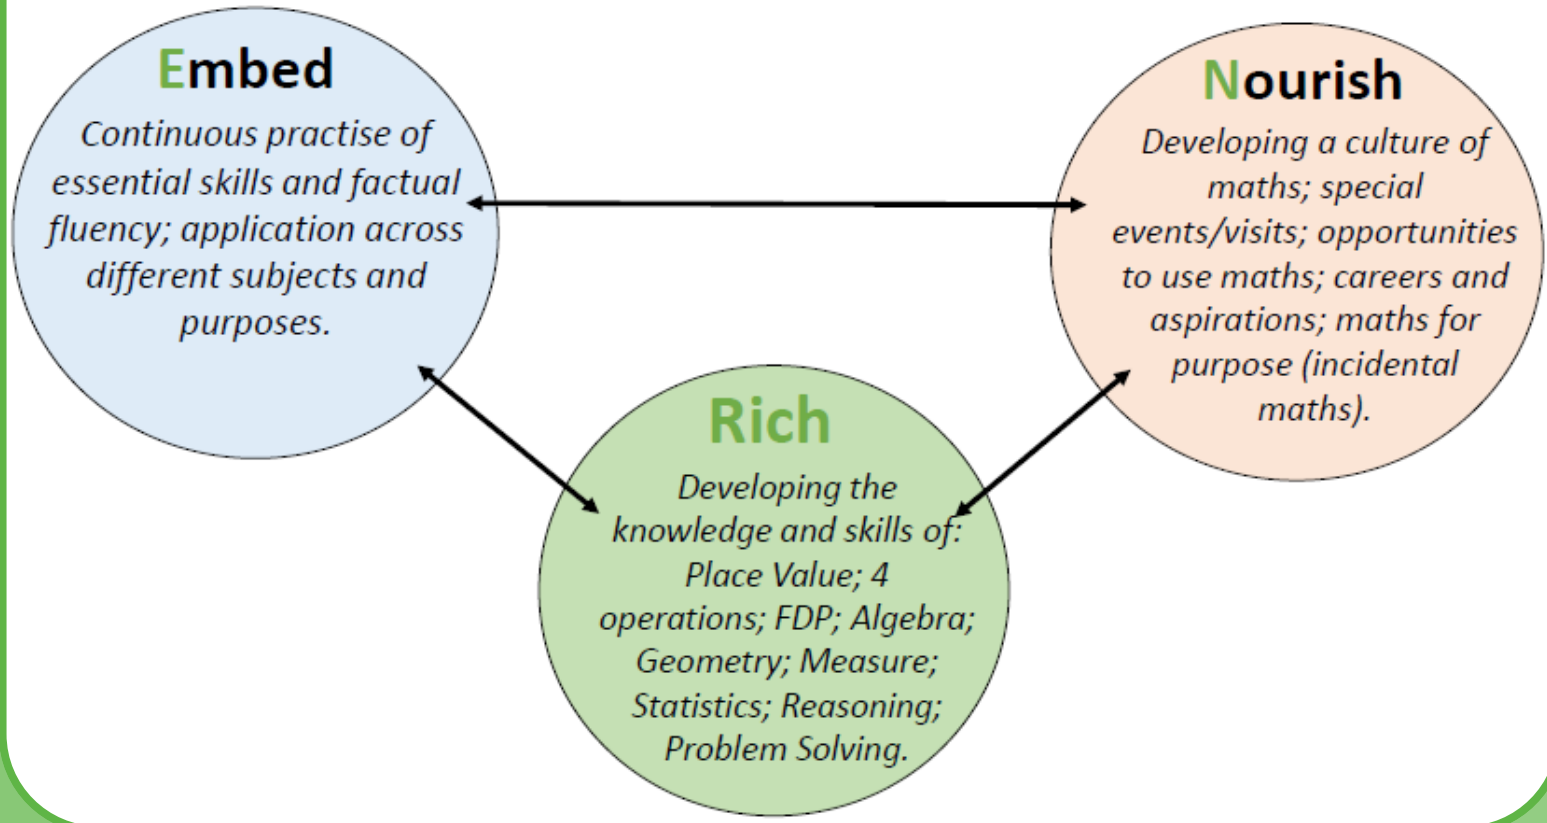 Embed
Continuous practise of
essential skills and factual
fluency; application across
different subjects and
purposes.
Nourish
Developing a culture of
maths; special
events/visits; opportunities
to use maths; careers and
aspirations; maths for
purpose (incidental
maths).
Rich
Developing the
knowledge and skills of:
Place Value; 4
operations; FDP; Algebra;
Geometry; Measure;
Statistics; Reasoning;
Problem Solving.